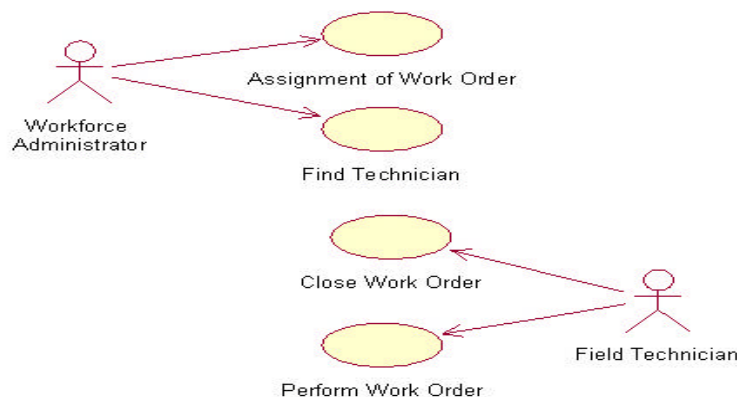 Assignment of Work Order
Workforce
Administrator
Find Technician
Close Work Order
Field Technician
Perform Work Order